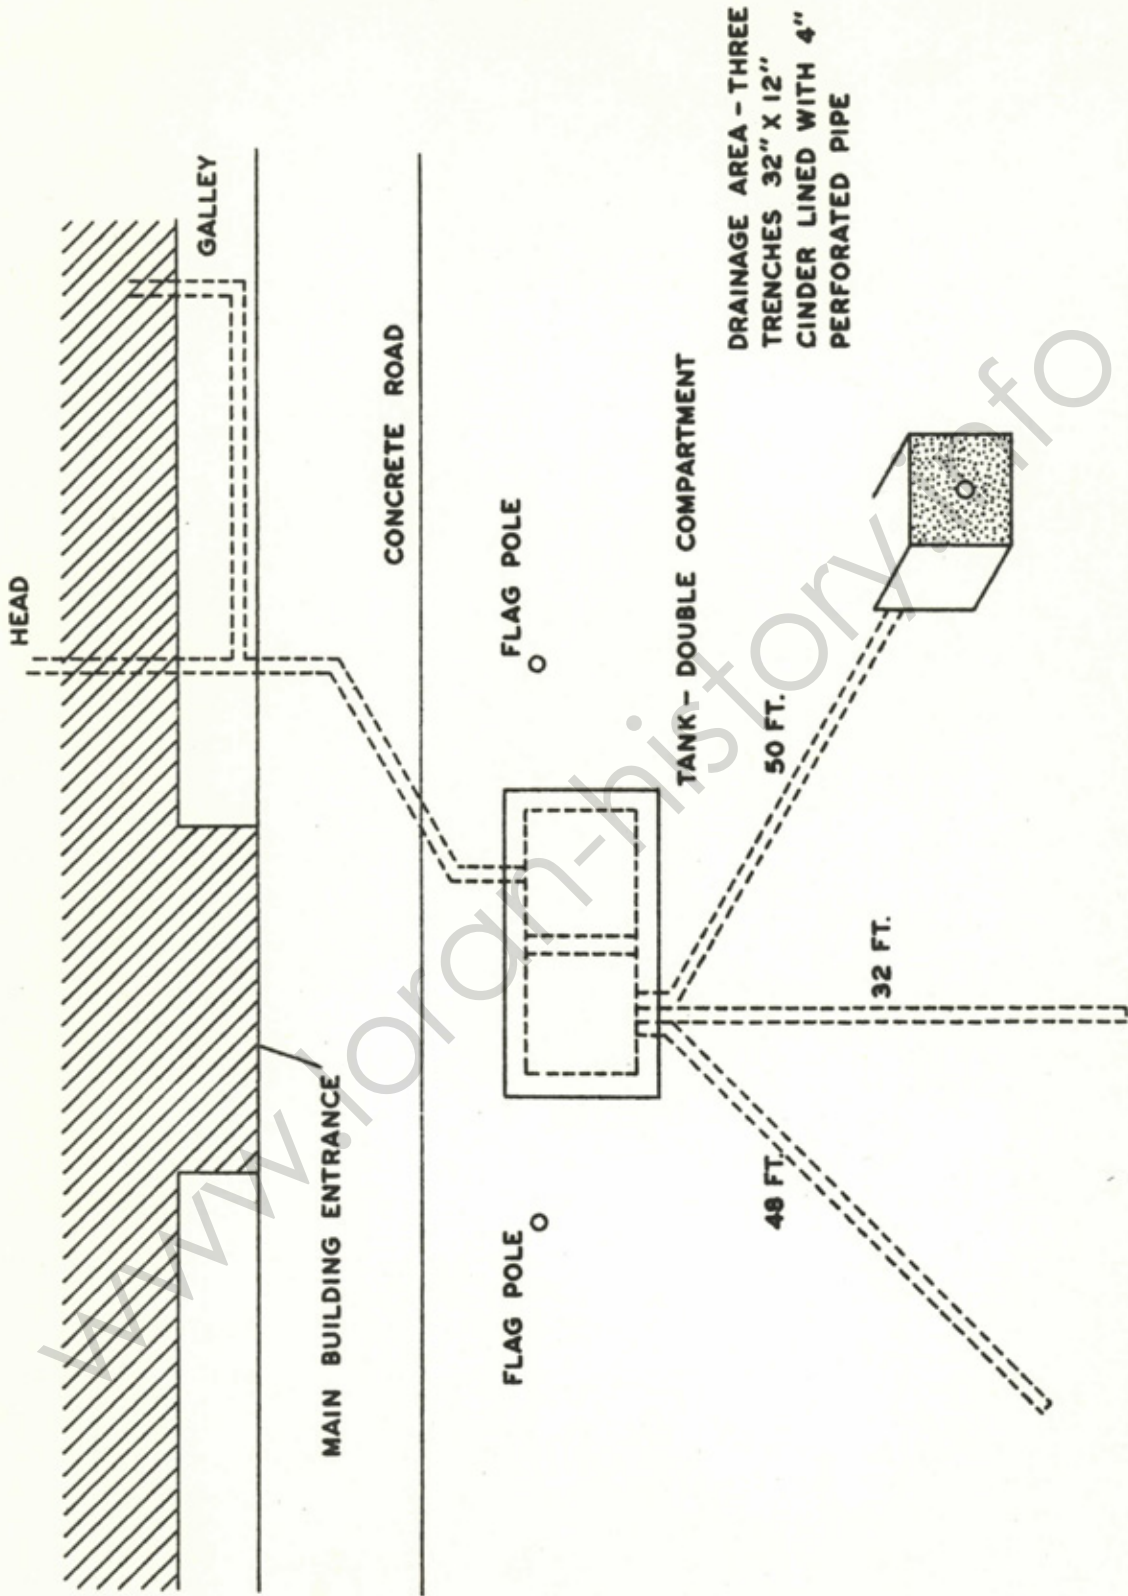 HEAD
GALLEY
CONCRETE ROAD
MAIN BUILDING ENTRANCE
FLAG POLE
FLAG POLE
TANK - DOUBLE COMPARTMENT
DRAINAGE AREA - THREE
TRENCHES 32" X 12"
CINDER LINED WITH 4"
PERFORATED PIPE
50 FT.
32 FT.
48 FT.
www.loran-history.info